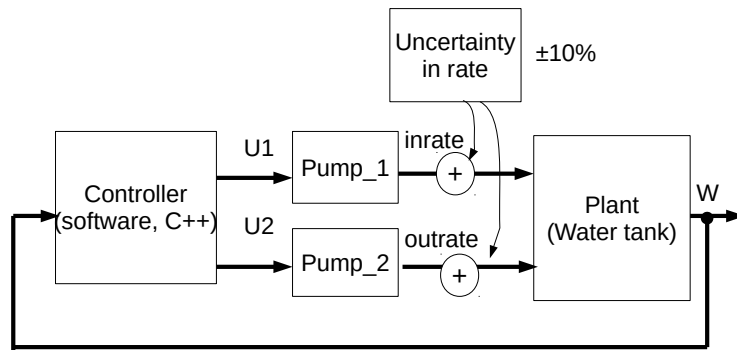 Uncertainty
in rate
±10%
U1
Pump_1
inrate
+
Controller
(software, C++)
U2
Pump_2
outrate
+
Plant
(Water tank)
W